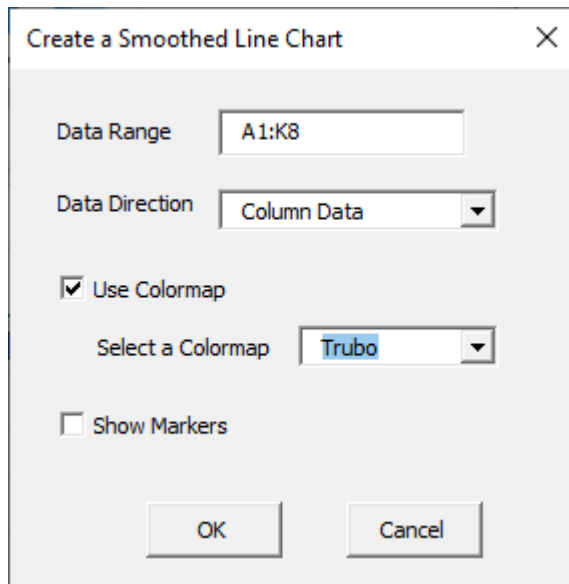 Create a Smoothed Line Chart
Data Range A1:K8
Data Direction Column Data
Use Colormap
Select a Colormap Trubo
Show Markers
OK Cancel